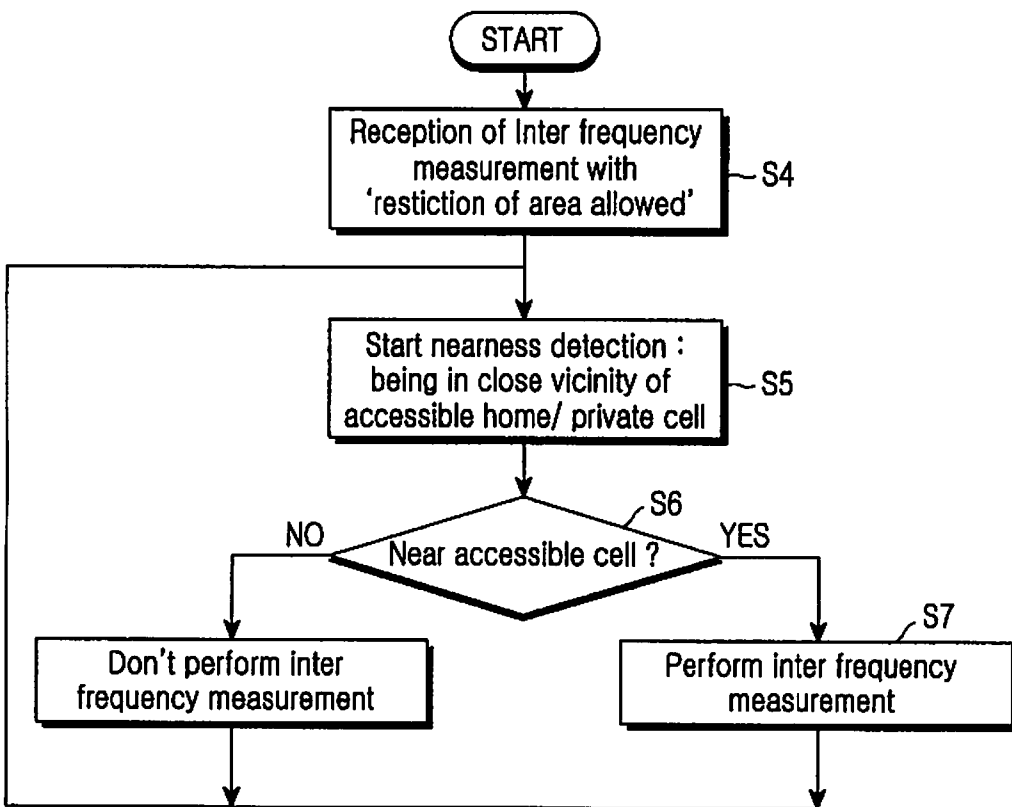 START
Reception of Inter frequency
measurement with
‘restiction of area allowed’
S4
Start nearness detection :
being in close vicinity of
accessible home/ private cell
S5
S6
NO
Near accessible cell ?
YES
S7
Don't perform inter
frequency measurement
Perform inter frequency
measurement